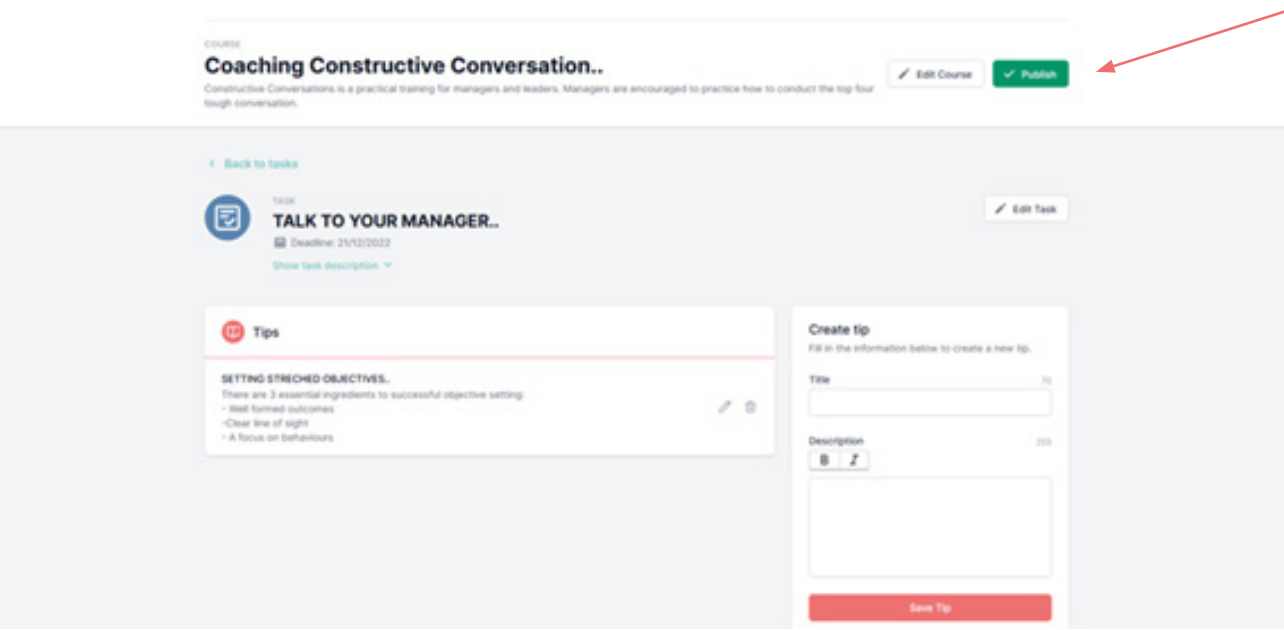 COURSE
Coaching Constructive Conversation..
Constructive Conversations is a practical training for managers and leaders. Managers are encouraged to practice how to conduct the top four
tough conversation.
Edit Course
Publish
Back to tasks
TASK
TALK TO YOUR MANAGER..
Deadline: 21/12/2022
Show task description
Edit Task
Tips
SETTING STRECHED OBJECTIVES..
There are 3 essential ingredients to successful objective setting:
- Well formed outcomes
-Clear line of sight
- A focus on behaviours
Create tip
Fill in the information below to create a new tip.
Title
70
Description
255
B I
Save Tip